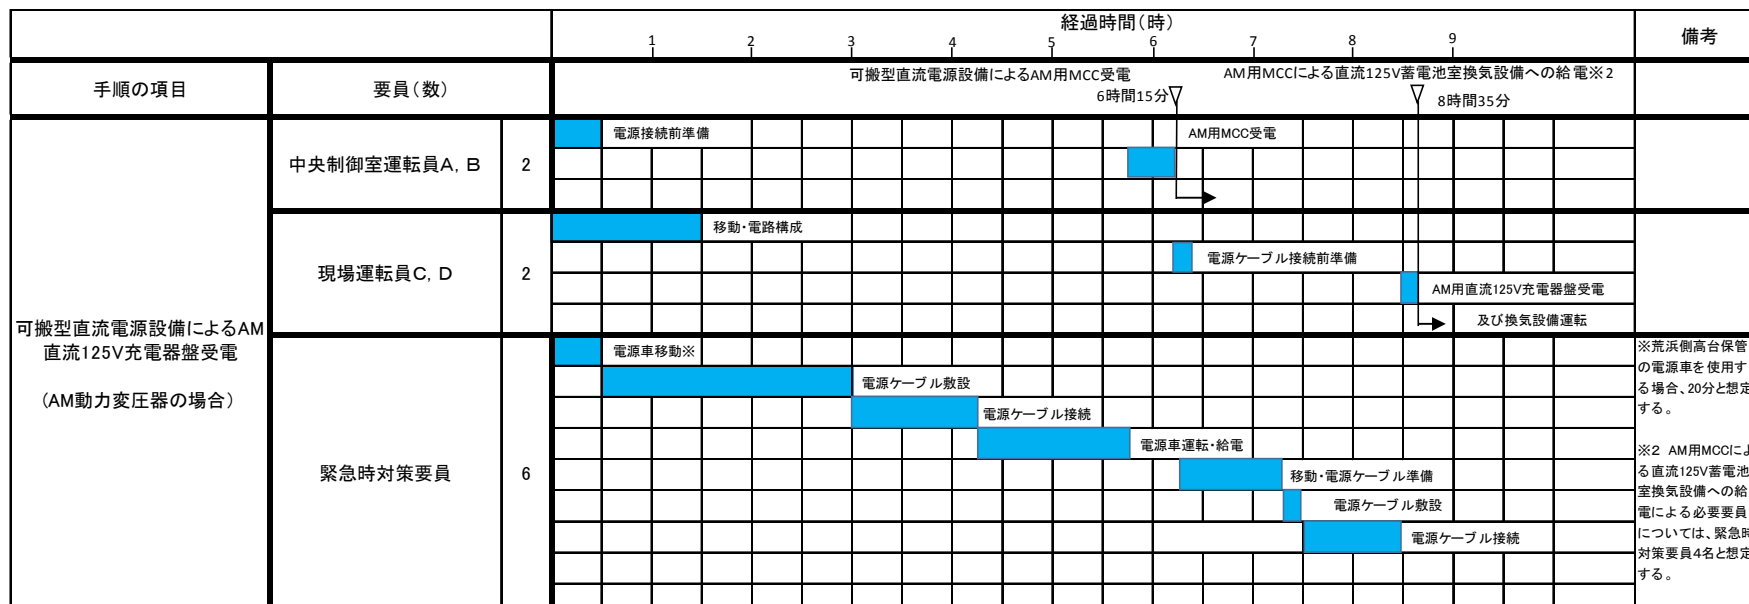 経過時間(時)
備考
1 2 3 4 5 6 7 8 9
手順の項目
要員(数)
可搬型直流電源設備によるAM用MCC受電
6時間15分
AM用MCCによる直流125V蓄電池室換気設備への給電※2
8時間35分
可搬型直流電源設備によるAM
直流125V充電器盤受電
(AM動力変圧器の場合)
中央制御室運転員A, B
2
電源接続前準備
AM用MCC受電
現場運転員C, D
2
移動・電路構成
電源ケーブル接続前準備
AM用直流125V充電器盤受電
及び換気設備運転
緊急時対策要員
6
電源車移動※
電源ケーブル敷設
電源ケーブル接続
電源車運転・給電
移動・電源ケーブル準備
電源ケーブル敷設
電源ケーブル接続
※荒浜側高台保管
の電源車を使用す
る場合、20分と想定
する。
※2 AM用MCCによ
る直流125V蓄電池
室換気設備への給
電による必要要員
については、緊急時
対策要員4名と想定
する。